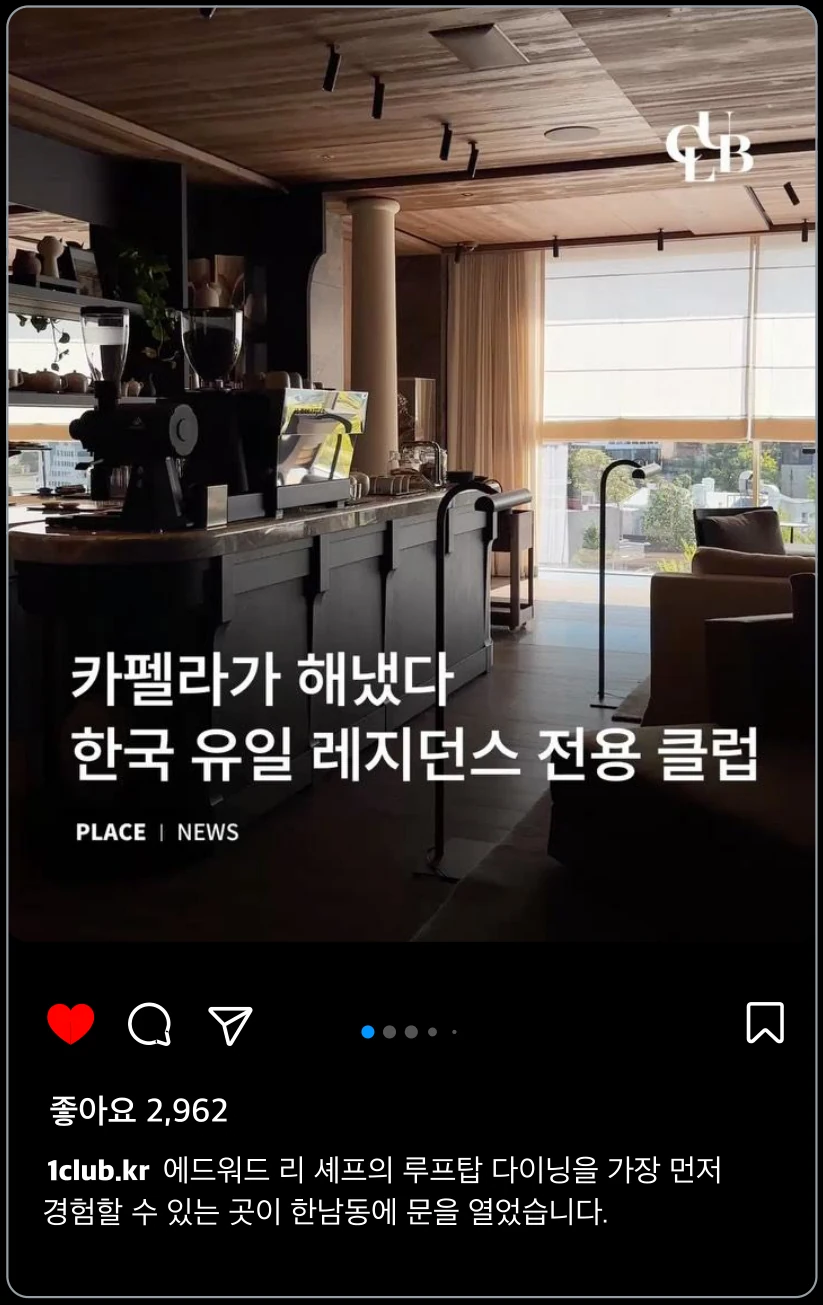 CLUB
카펠라가 해냈다
한국 유일 레지던스 전용 클럽
PLACE | NEWS
좋아요 2,962
1club.kr 에드워드 리 셰프의 루프탑 다이닝을 가장 먼저
경험할 수 있는 곳이 한남동에 문을 열었습니다.